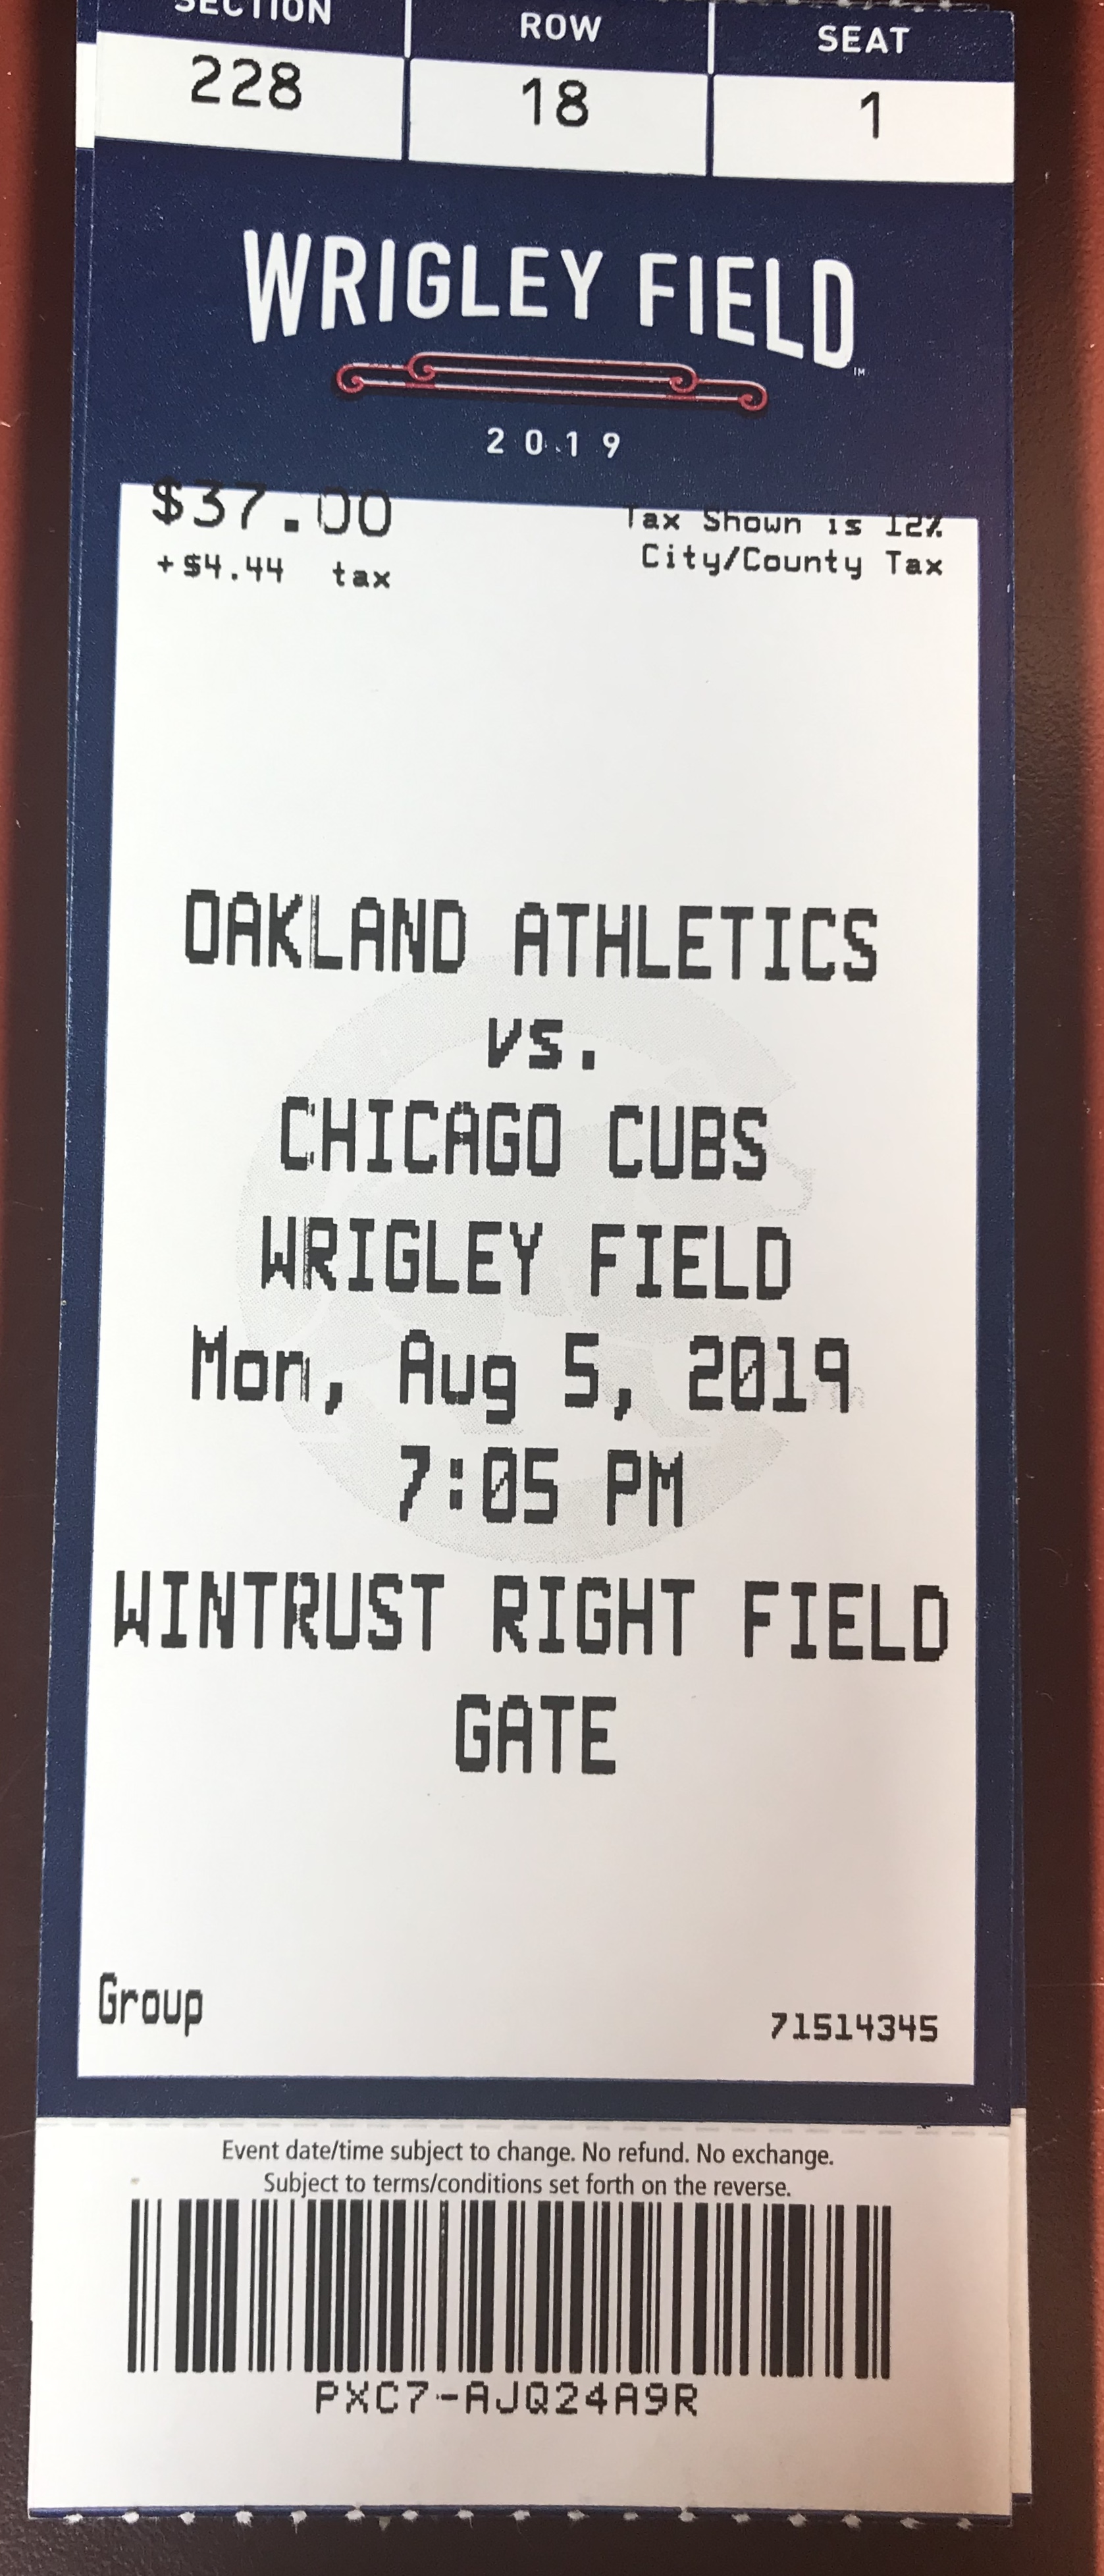 SECTION ROW SEAT
228 18 1
WRIGLEY FIELD
TM
2019
$37.00 Tax Shown is 12%
+$4.44 tax City/County Tax
OAKLAND ATHLETICS
vs.
CHICAGO CUBS
WRIGLEY FIELD
Mon, Aug 5, 2019
7:05 PM
WINTRUST RIGHT FIELD
GATE
Group 71514345
Event date/time subject to change. No refund. No exchange.
Subject to terms/conditions set forth on the reverse.
PXC7-AJQ24A9R